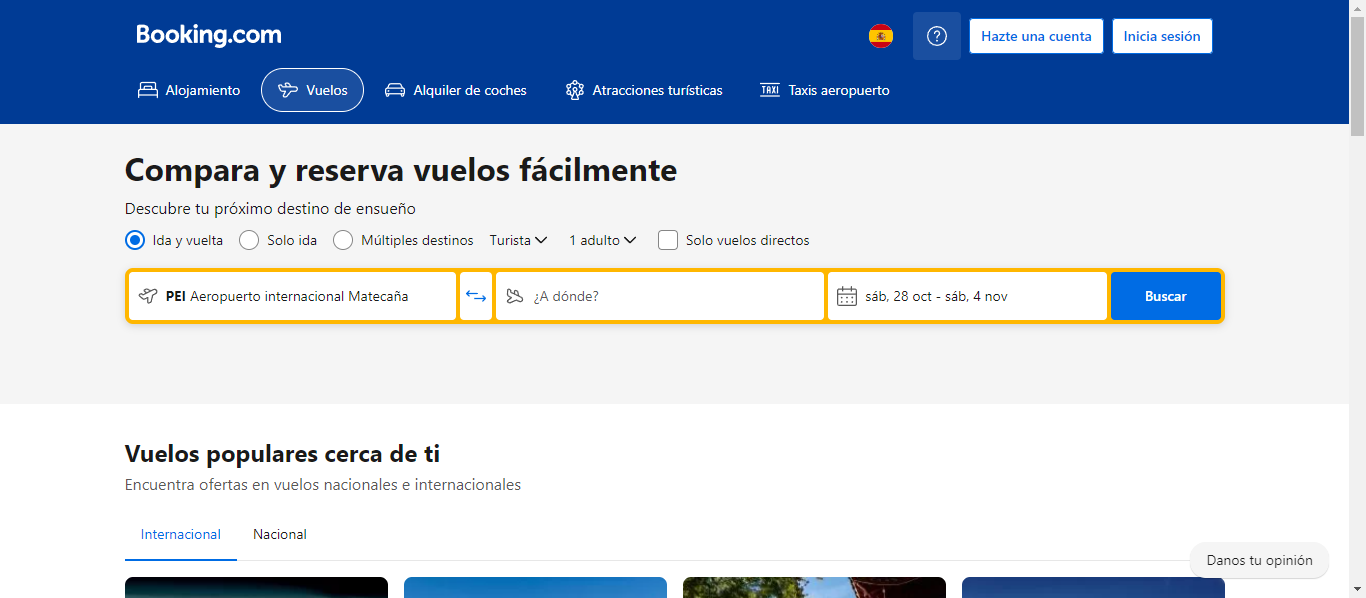 Booking.com
Hazte una cuenta
Inicia sesión
Alojamiento
Vuelos
Alquiler de coches
Atracciones turísticas
TAXI Taxis aeropuerto
Compara y reserva vuelos fácilmente
Descubre tu próximo destino de ensueño
Ida y vuelta Solo ida Múltiples destinos Turista 1 adulto Solo vuelos directos
PEI Aeropuerto internacional Matecaña
¿A dónde?
sáb, 28 oct - sáb, 4 nov
Buscar
Vuelos populares cerca de ti
Encuentra ofertas en vuelos nacionales e internacionales
Internacional Nacional
Danos tu opinión